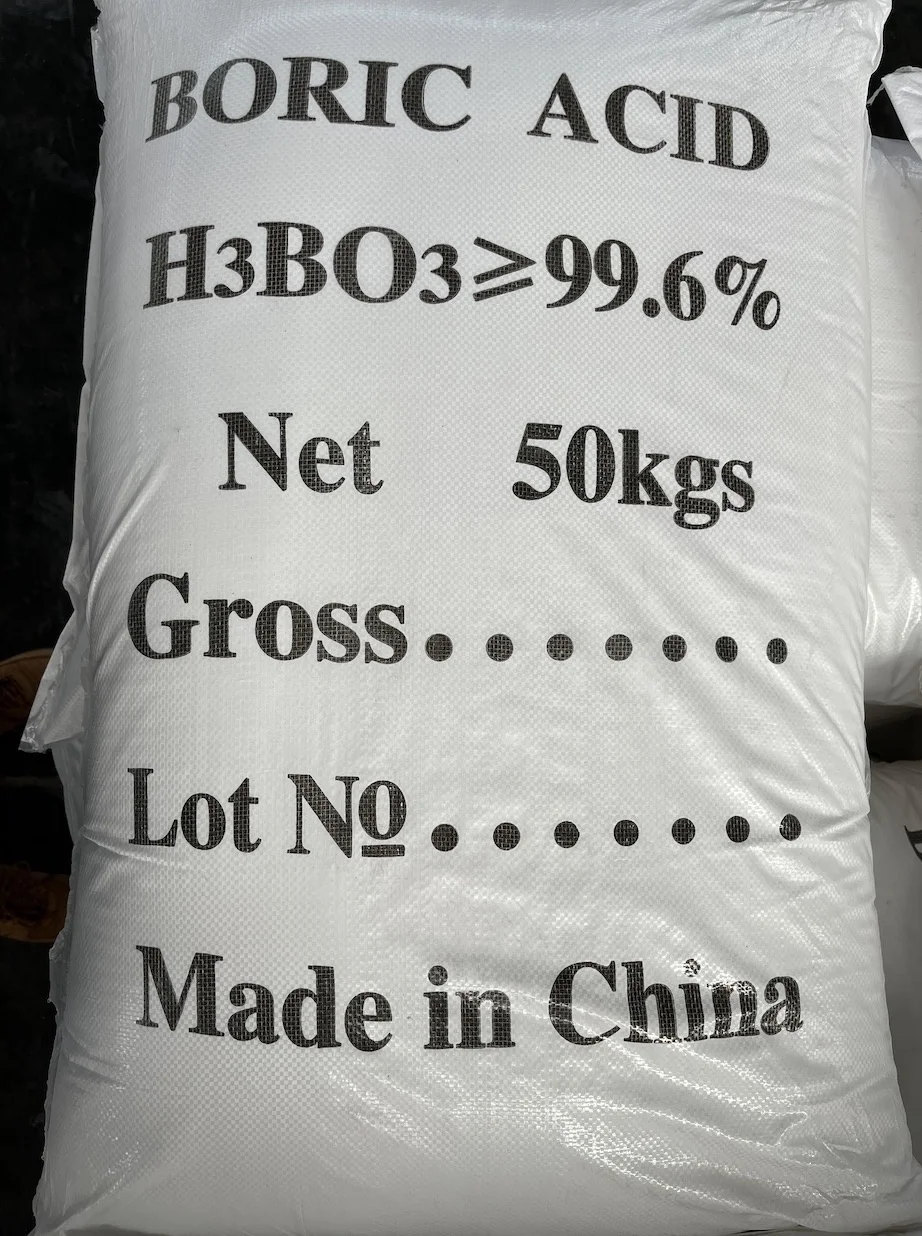 BORIC ACID
H3BO3≥99.6%
Net 50kgs
Gross.......
Lot Nº.......
Made in China